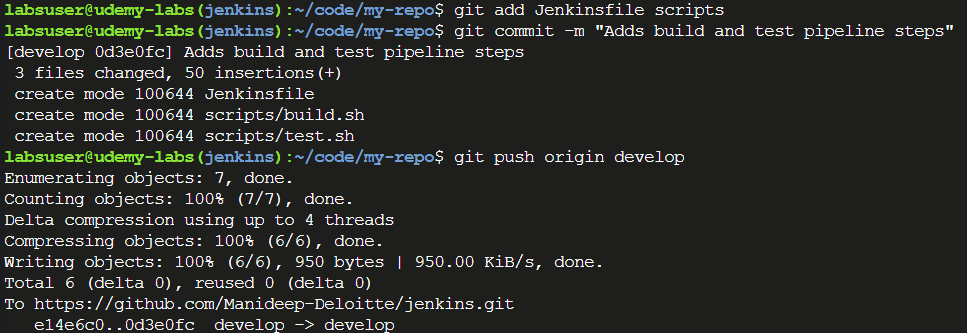 labsuser@udemy-labs(jenkins):~/code/my-repo$ git add Jenkinsfile scripts
labsuser@udemy-labs(jenkins):~/code/my-repo$ git commit -m "Adds build and test pipeline steps"
[develop 0d3e0fc] Adds build and test pipeline steps
 3 files changed, 50 insertions(+)
 create mode 100644 Jenkinsfile
 create mode 100644 scripts/build.sh
 create mode 100644 scripts/test.sh
labsuser@udemy-labs(jenkins):~/code/my-repo$ git push origin develop
Enumerating objects: 7, done.
Counting objects: 100% (7/7), done.
Delta compression using up to 4 threads
Compressing objects: 100% (6/6), done.
Writing objects: 100% (6/6), 950 bytes | 950.00 KiB/s, done.
Total 6 (delta 0), reused 0 (delta 0)
To https://github.com/Manideep-Deloitte/jenkins.git
   e14e6c0..0d3e0fc  develop -> develop